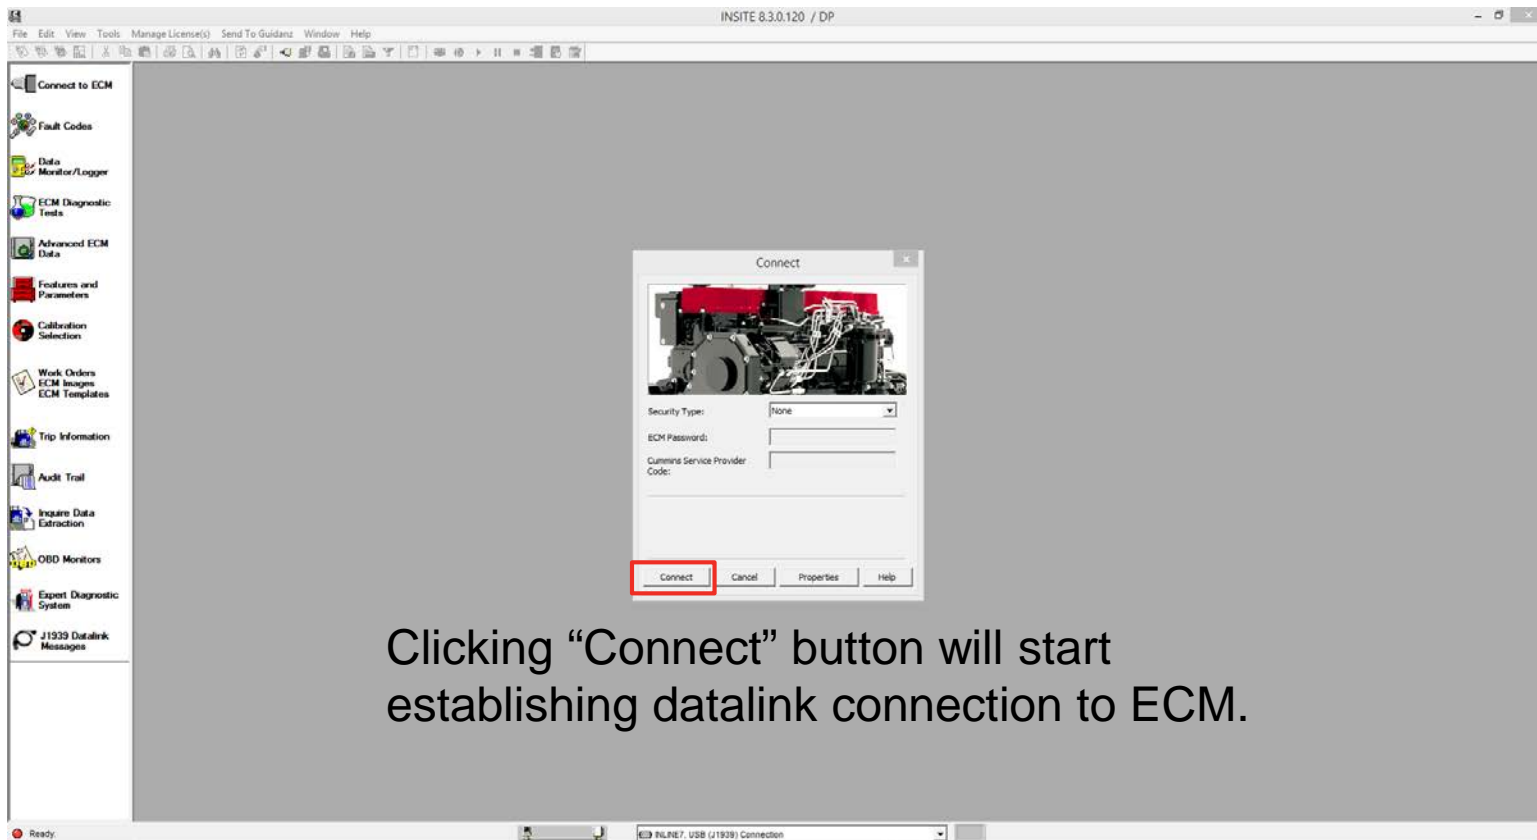 INSITE 8.3.0.120 / DP
File Edit View Tools Manage License(s) Send To Guidanz Window Help
Connect to ECM
Fault Codes
Data
Monitor/Logger
ECM Diagnostic
Tests
Advanced ECM
Data
Features and
Parameters
Calibration
Selection
Work Orders
ECM Images
ECM Templates
Trip Information
Audit Trail
Inquire Data
Extraction
OBD Monitors
Expert Diagnostic
System
J1939 Datalink
Messages
Connect
Security Type: None
ECM Password:
Cummins Service Provider
Code:
Connect Cancel Properties Help
Clicking “Connect” button will start
establishing datalink connection to ECM.
Ready. INLINE7, USB (J1939) Connection